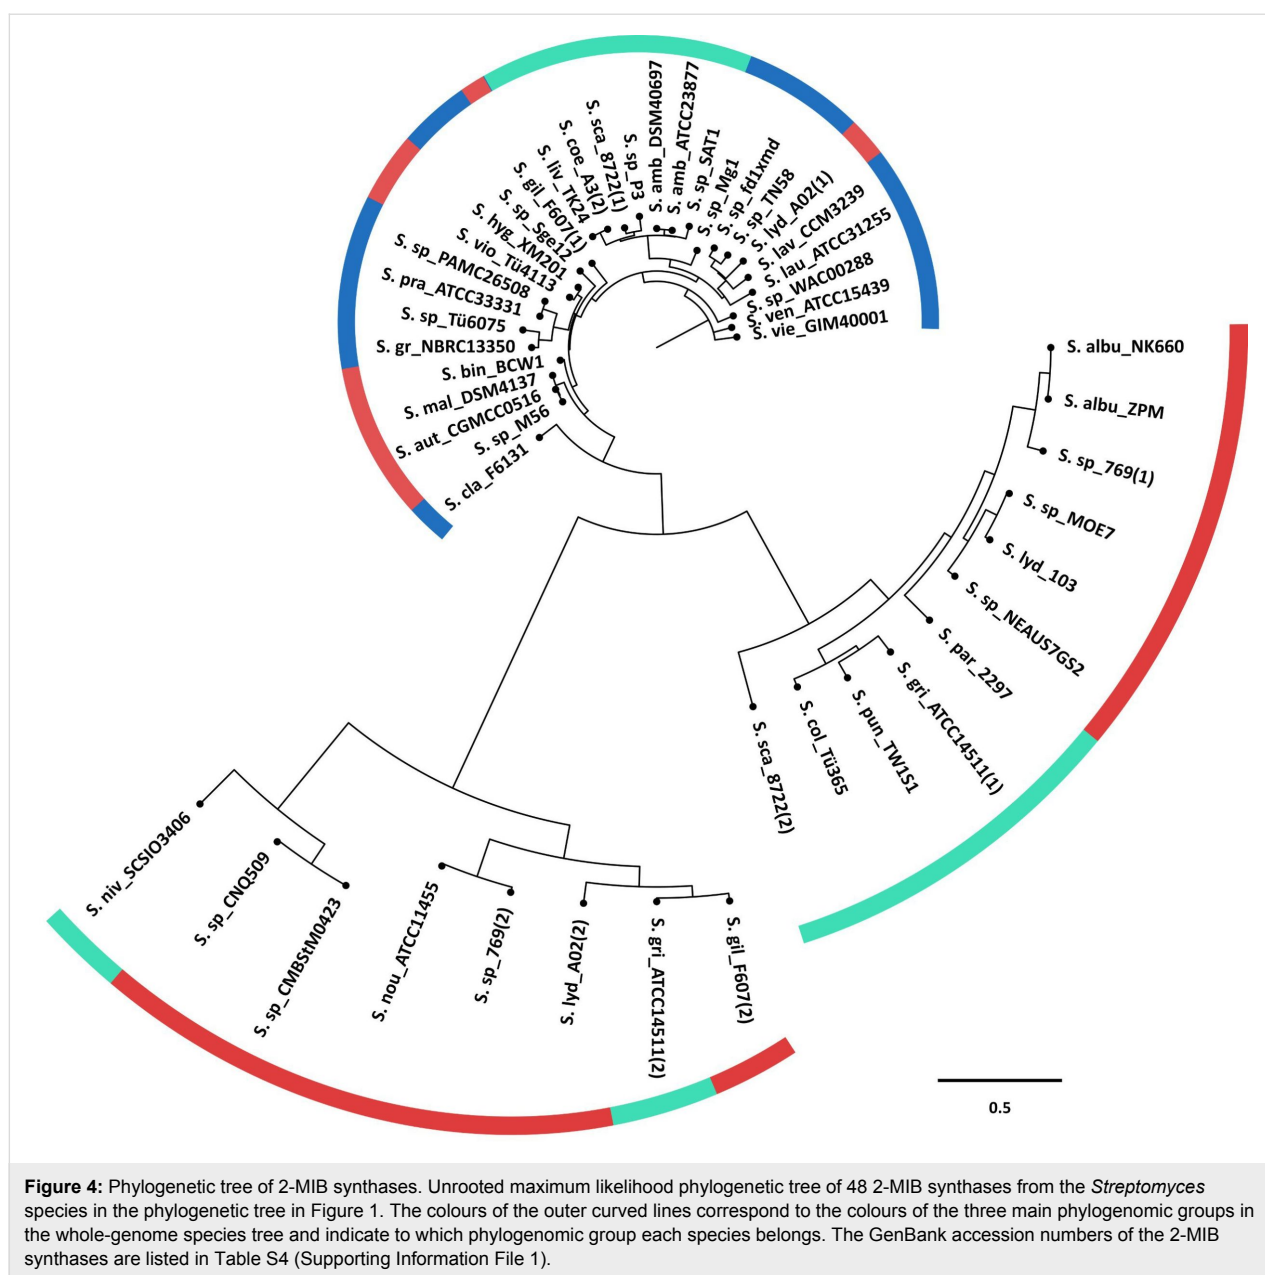 S. cla_F6131
S. sp_M56
S. aut_CGMCC0516
S. mal_DSM4137
S. bin_BCW1
S. gr_NBRC13350
S. sp_Tü6075
S. pra_ATCC33331
S. sp_PAMC26508
S. vio_Tü4113
S. hyg_XM201
S. sp_Sge12
S. gil_F607(1)
S. liv_TK24
S. coe_A3(2)
S. sca_8722(1)
S. sp_P3
S. amb_DSM40697
S. amb_ATCC23877
S. sp_SAT1
S. sp_Mg1
S. sp_fd1xmd
S. sp_TN58
S. lyd_A02(1)
S. lav_CCM3239
S. lau_ATCC31255
S. sp_WAC00288
S. ven_ATCC15439
S. vie_GIM40001
S. albu_NK660
S. albu_ZPM
S. sp_769(1)
S. sp_MOE7
S. lyd_103
S. sp_NEAUS7GS2
S. par_2297
S. gri_ATCC14511(1)
S. pun_TW1S1
S. col_Tü365
S. sca_8722(2)
S. niv_SCSIO3406
S. sp_CNQ509
S. sp_CMBStM0423
S. nou_ATCC11455
S. sp_769(2)
S. lyd_A02(2)
S. gri_ATCC14511(2)
S. gil_F607(2)
0.5
Figure 4: Phylogenetic tree of 2-MIB synthases. Unrooted maximum likelihood phylogenetic tree of 48 2-MIB synthases from the Streptomyces
species in the phylogenetic tree in Figure 1. The colours of the outer curved lines correspond to the colours of the three main phylogenomic groups in
the whole-genome species tree and indicate to which phylogenomic group each species belongs. The GenBank accession numbers of the 2-MIB
synthases are listed in Table S4 (Supporting Information File 1).